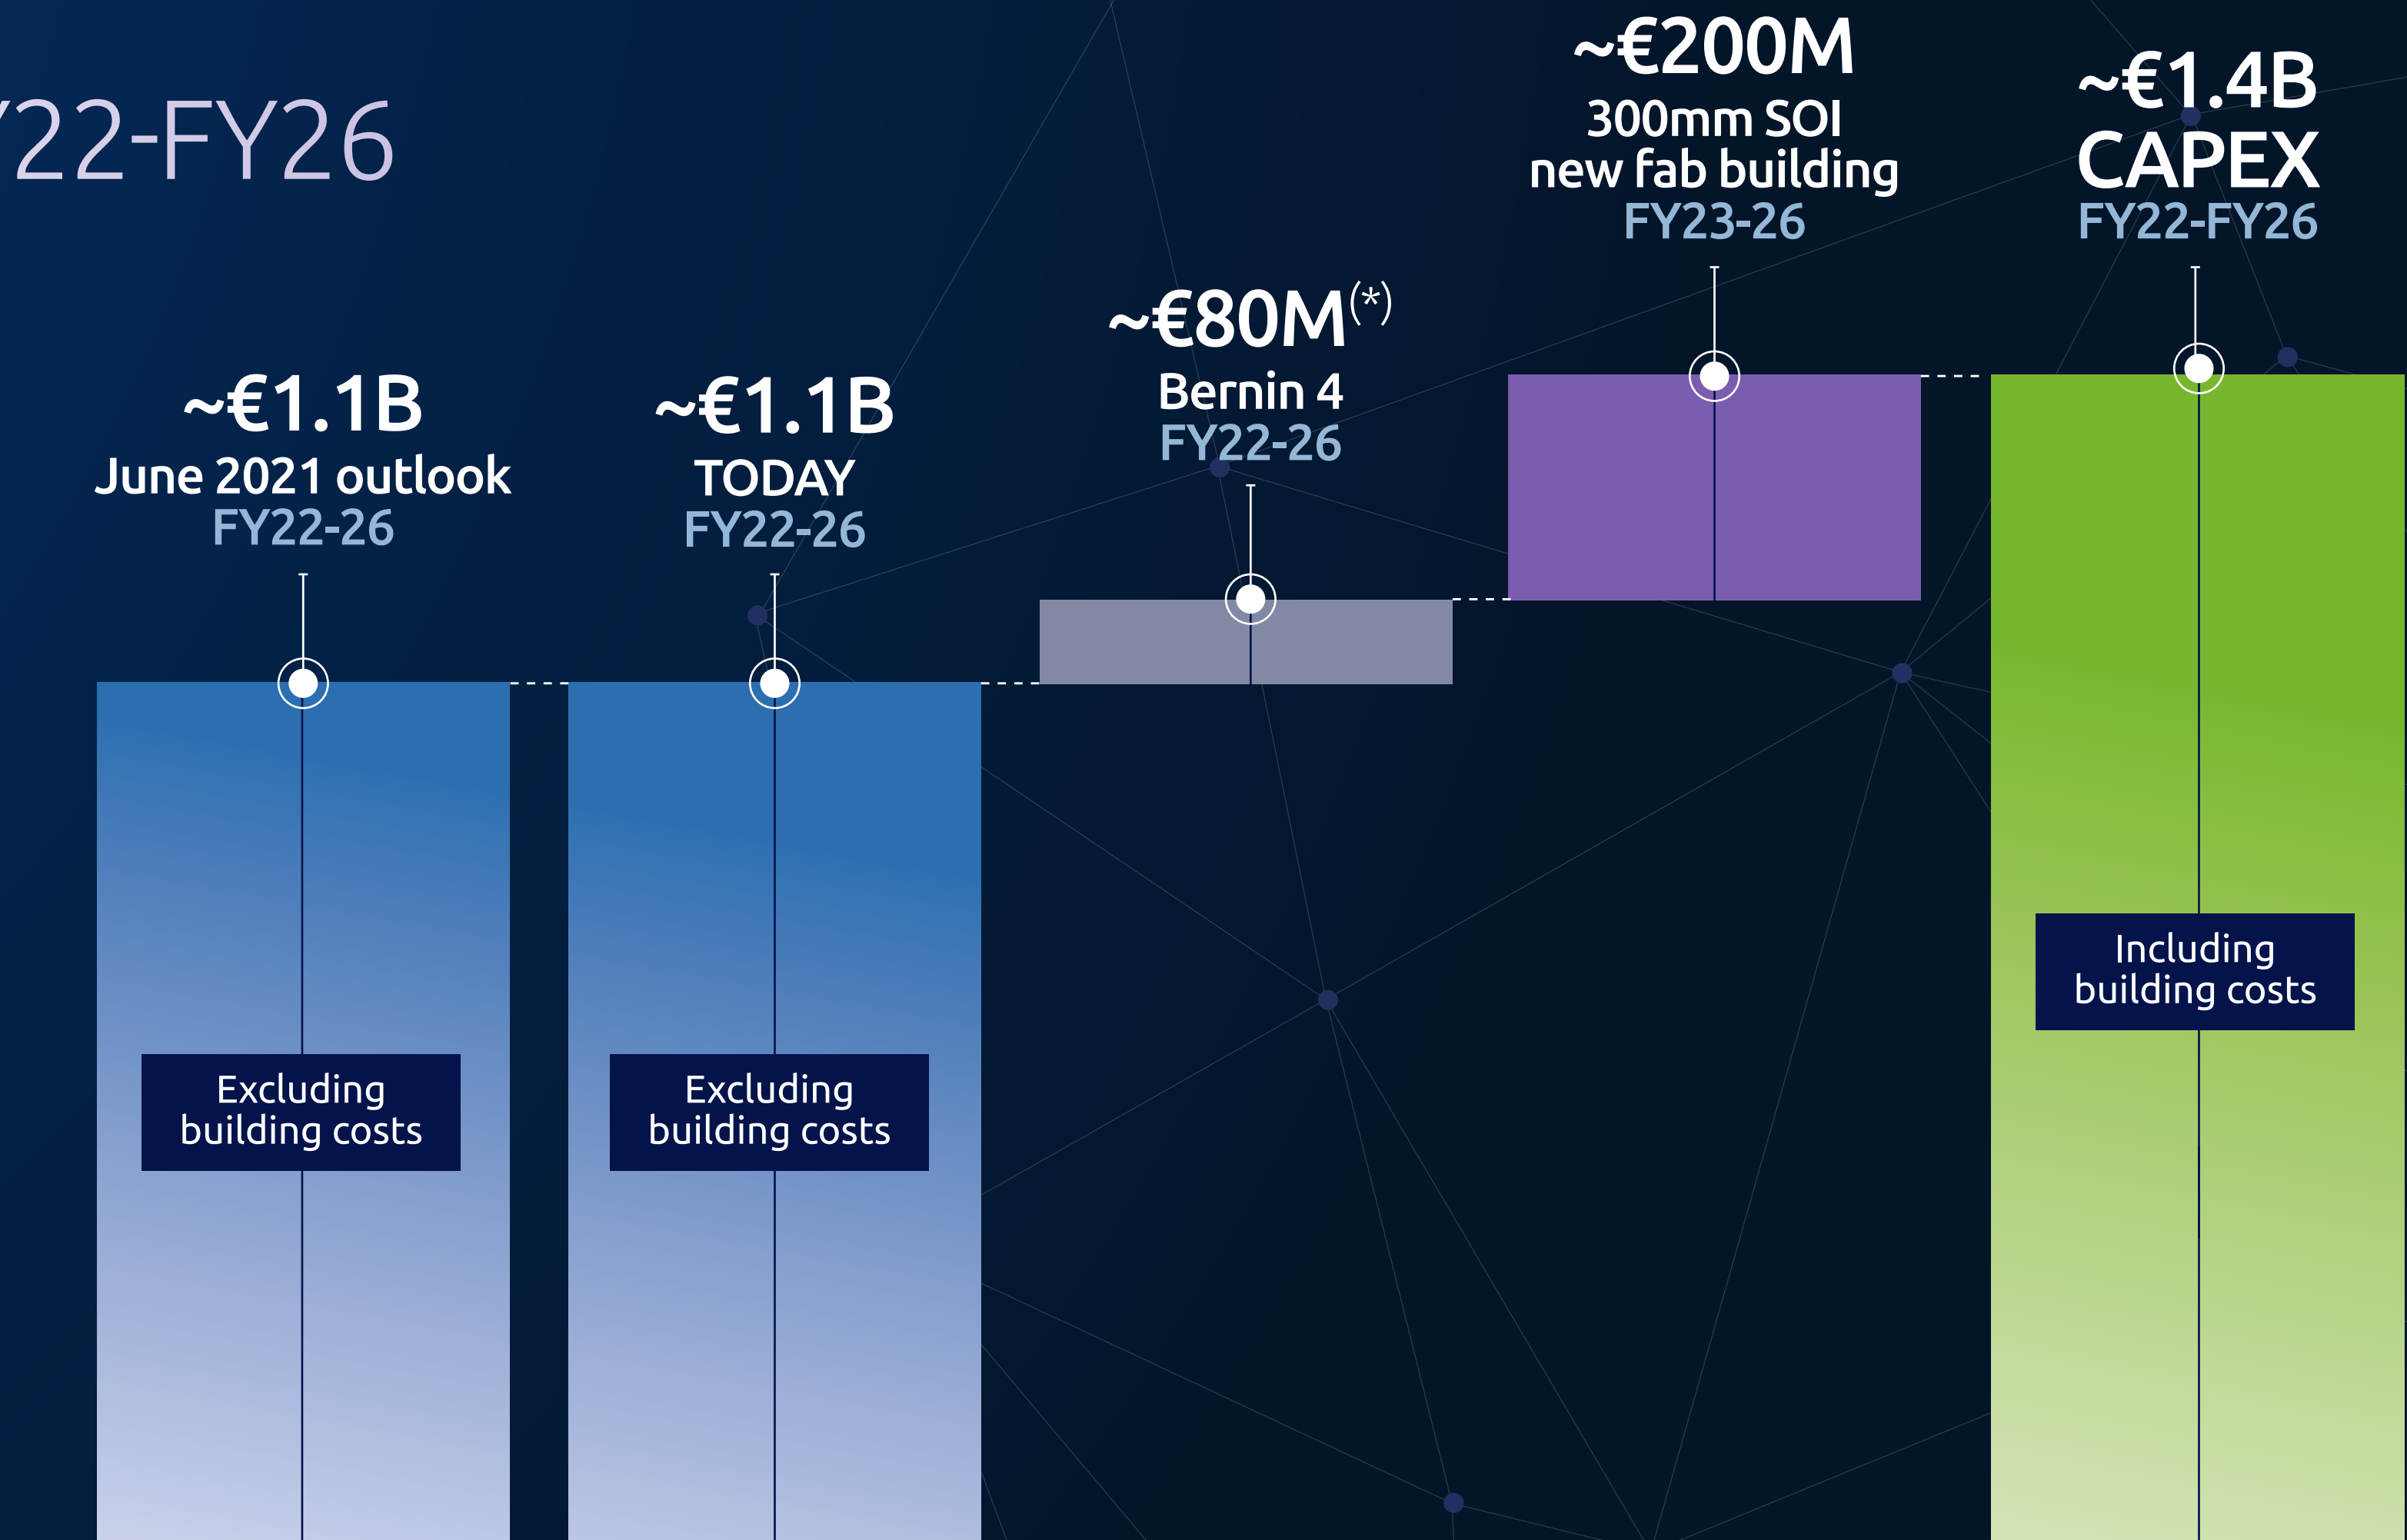 Y22-FY26
~€1.1B
June 2021 outlook
FY22-26
~€1.1B
TODAY
FY22-26
~€80M(*)
Bernin 4
FY22-26
~€200M
300mm SOI
new fab building
FY23-26
~€1.4B
CAPEX
FY22-FY26
Excluding
building costs
Excluding
building costs
Including
building costs